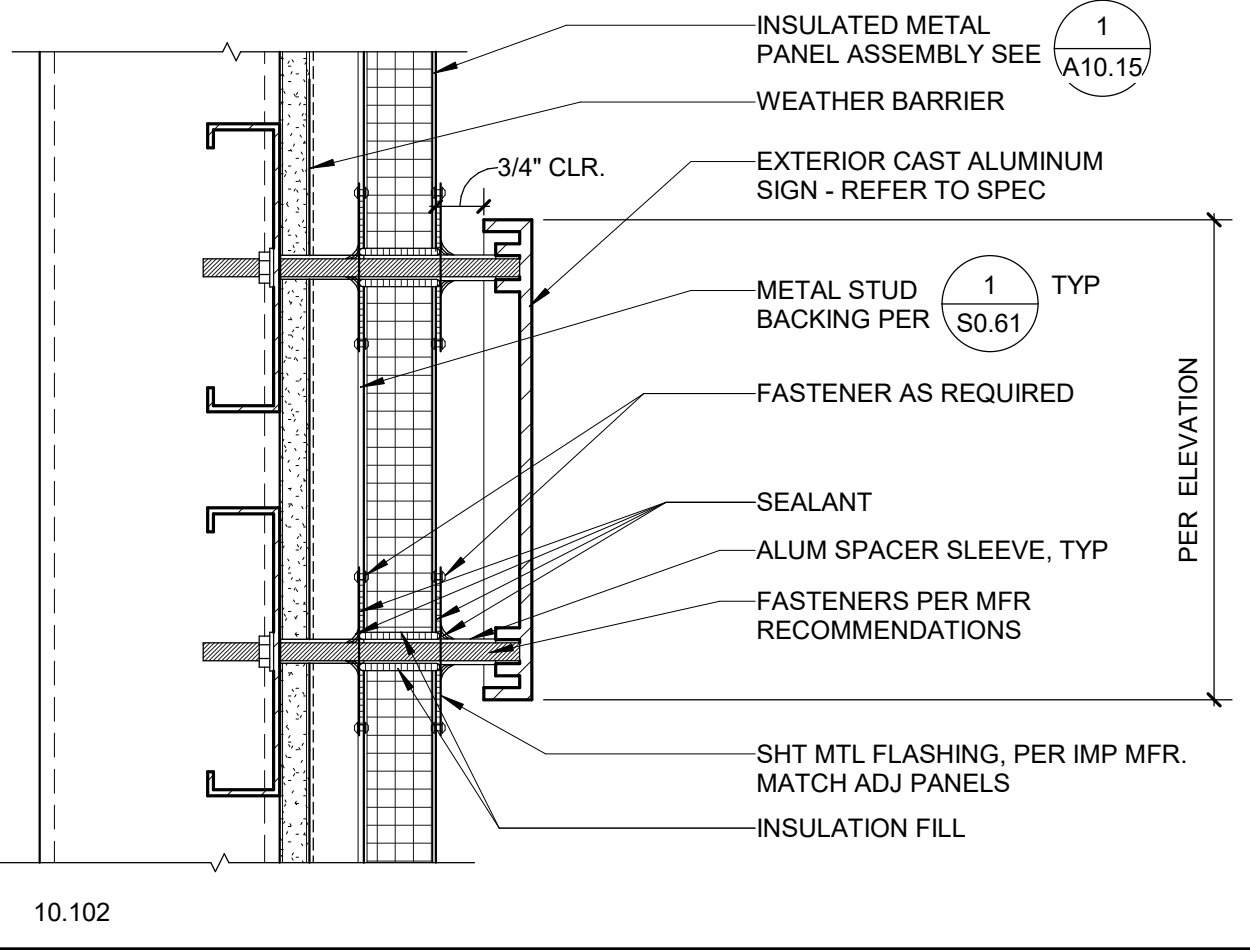 INSULATED METAL
PANEL ASSEMBLY SEE
1
A10.15
WEATHER BARRIER
3/4" CLR.
EXTERIOR CAST ALUMINUM
SIGN - REFER TO SPEC
METAL STUD
BACKING PER
1
S0.61
TYP
FASTENER AS REQUIRED
PER ELEVATION
SEALANT
ALUM SPACER SLEEVE, TYP
FASTENERS PER MFR
RECOMMENDATIONS
SHT MTL FLASHING, PER IMP MFR.
MATCH ADJ PANELS
INSULATION FILL
10.102